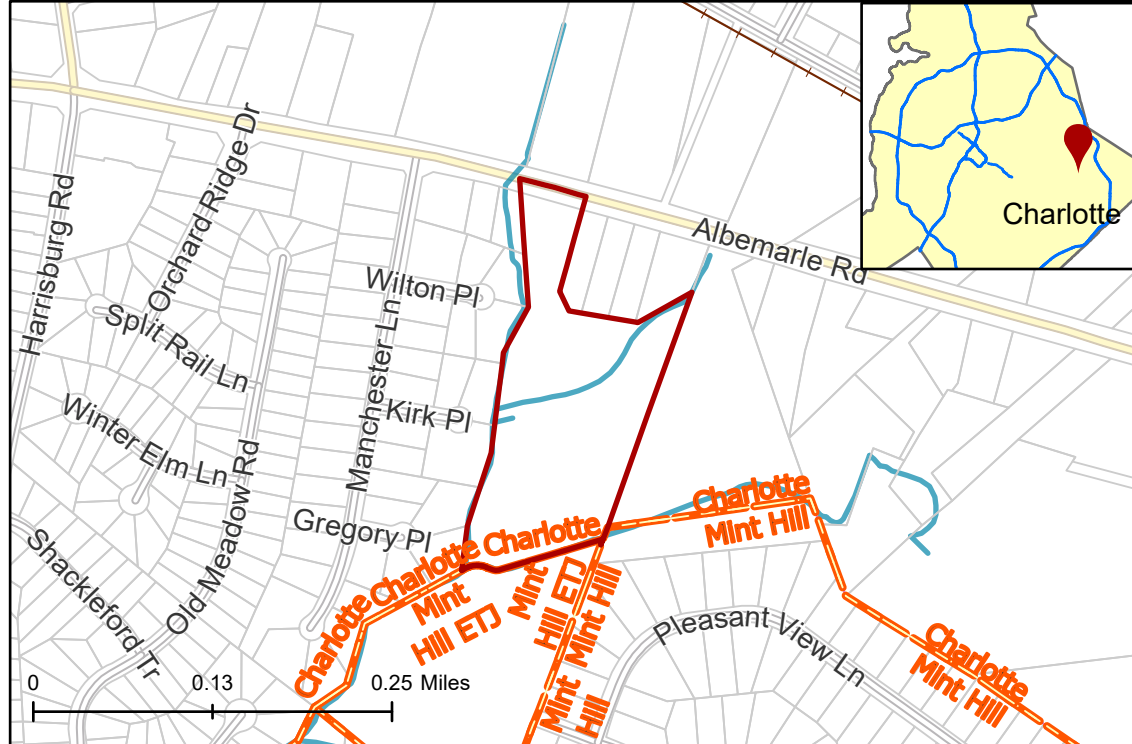 Orchard Ridge Dr
Harrisburg Rd
Charlotte
Albemarle Rd
Wilton Pl
Split Rail Ln
Manchester Ln
Kirk Pl
Winter Elm Ln
Old Meadow Rd
Gregory Pl
Shackleford Tr
Charlotte
Mint Hill
Charlotte
Charlotte
Charlotte
Mint
Hill ETJ
Mint
Hill ETJ
Mint Hill
Mint
Hill
Pleasant View Ln
Charlotte
Mint Hill
0
0.13
0.25 Miles